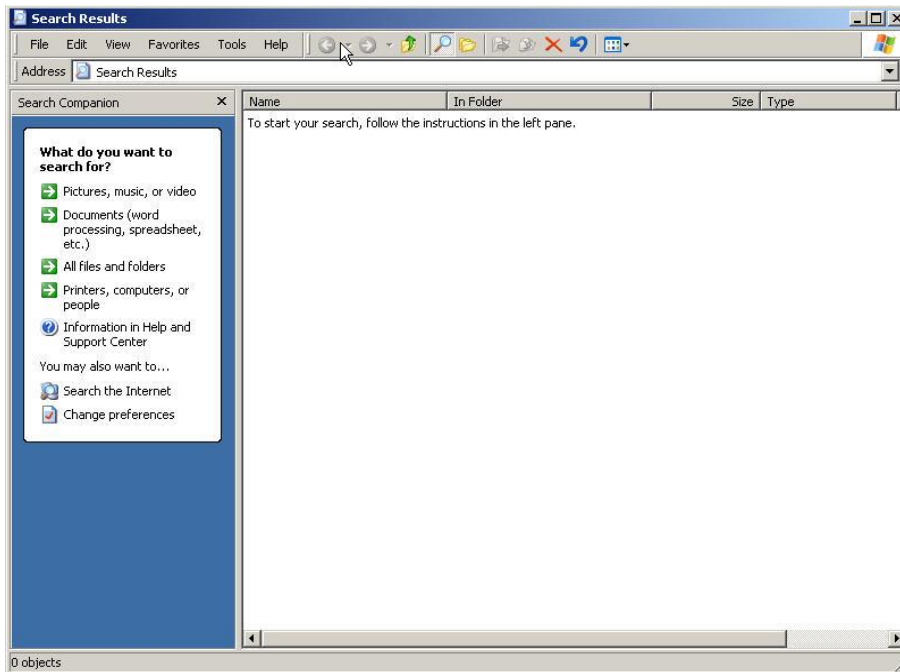 Search Results
File Edit View Favorites Tools Help
Address Search Results
Search Companion
Name In Folder Size Type
To start your search, follow the instructions in the left pane.
What do you want to
search for?
Pictures, music, or video
Documents (word
processing, spreadsheet,
etc.)
All files and folders
Printers, computers, or
people
Information in Help and
Support Center
You may also want to...
Search the Internet
Change preferences
0 objects